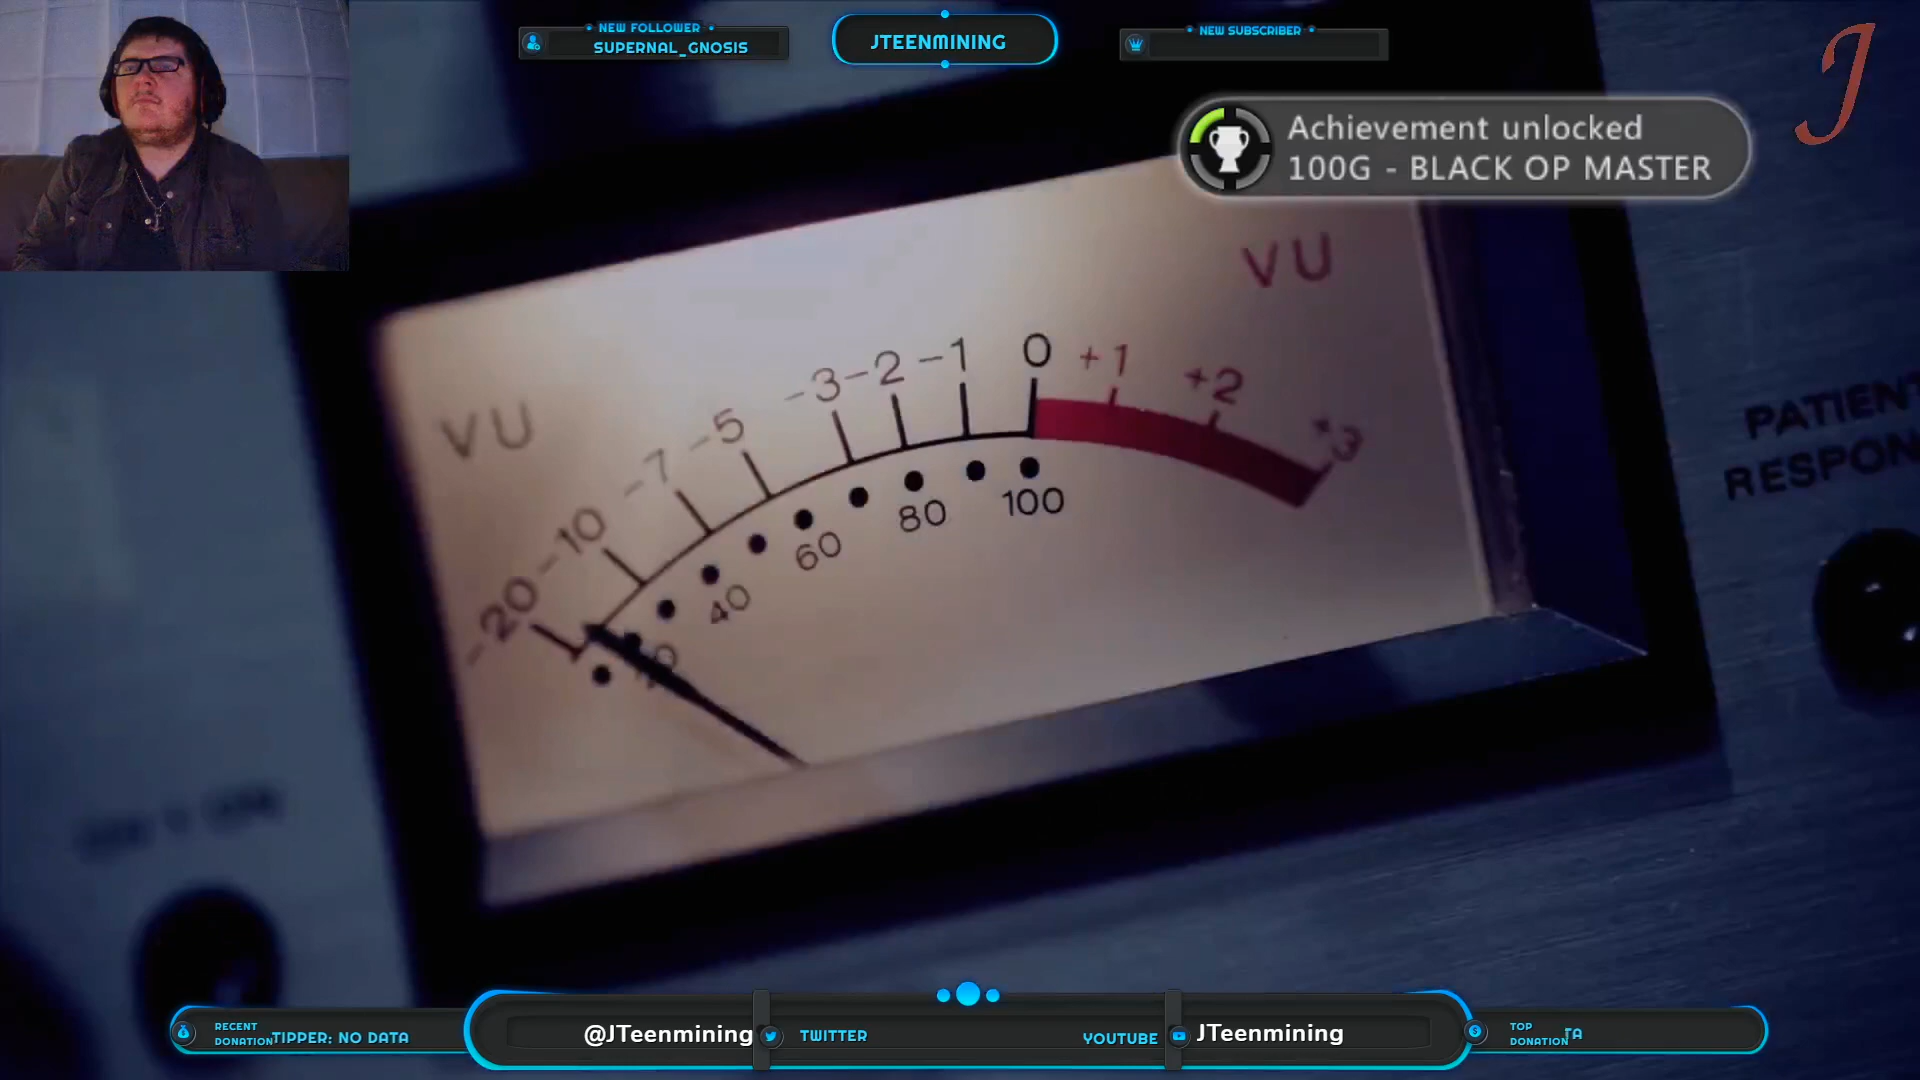 NEW FOLLOWER
SUPERNAL_GNOSIS
JTEENMINING
NEW SUBSCRIBER
J
Achievement unlocked
100G - BLACK OP MASTER
VU
VU
-20 -10 -7 -5 -3 -2 -1 0 +1 +2 +3
40 60 80 100
PATIENT
RESPON
RECENT
DONATION
TIPPER: NO DATA
@JTeenmining
TWITTER
YOUTUBE
JTeenmining
TOP
DONATION
TA